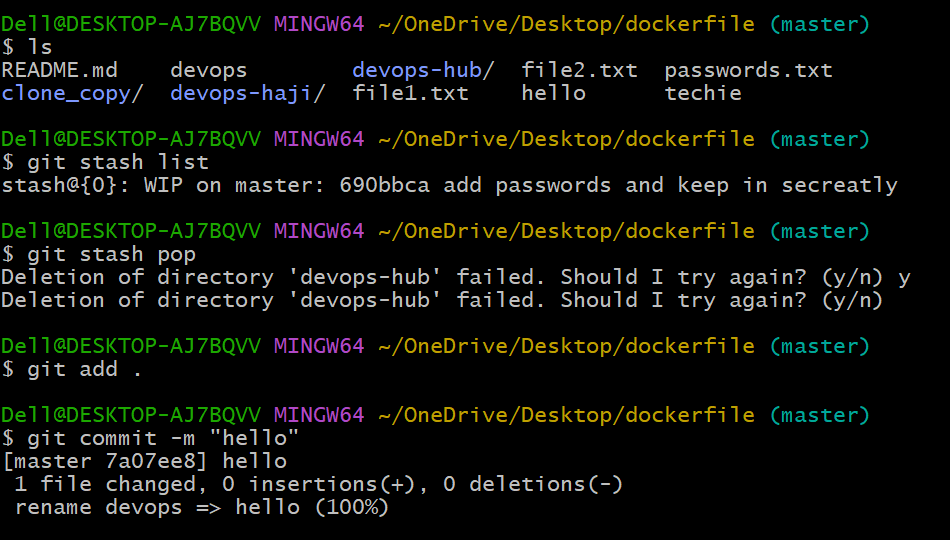 Dell@DESKTOP-AJ7BQVV MINGW64 ~/OneDrive/Desktop/dockerfile (master)
$ ls
README.md    devops        devops-hub/  file2.txt  passwords.txt
clone_copy/  devops-haji/  file1.txt    hello      techie
Dell@DESKTOP-AJ7BQVV MINGW64 ~/OneDrive/Desktop/dockerfile (master)
$ git stash list
stash@{0}: WIP on master: 690bbca add passwords and keep in secreatly
Dell@DESKTOP-AJ7BQVV MINGW64 ~/OneDrive/Desktop/dockerfile (master)
$ git stash pop
Deletion of directory 'devops-hub' failed. Should I try again? (y/n) y
Deletion of directory 'devops-hub' failed. Should I try again? (y/n)
Dell@DESKTOP-AJ7BQVV MINGW64 ~/OneDrive/Desktop/dockerfile (master)
$ git add .
Dell@DESKTOP-AJ7BQVV MINGW64 ~/OneDrive/Desktop/dockerfile (master)
$ git commit -m "hello"
[master 7a07ee8] hello
 1 file changed, 0 insertions(+), 0 deletions(-)
 rename devops => hello (100%)